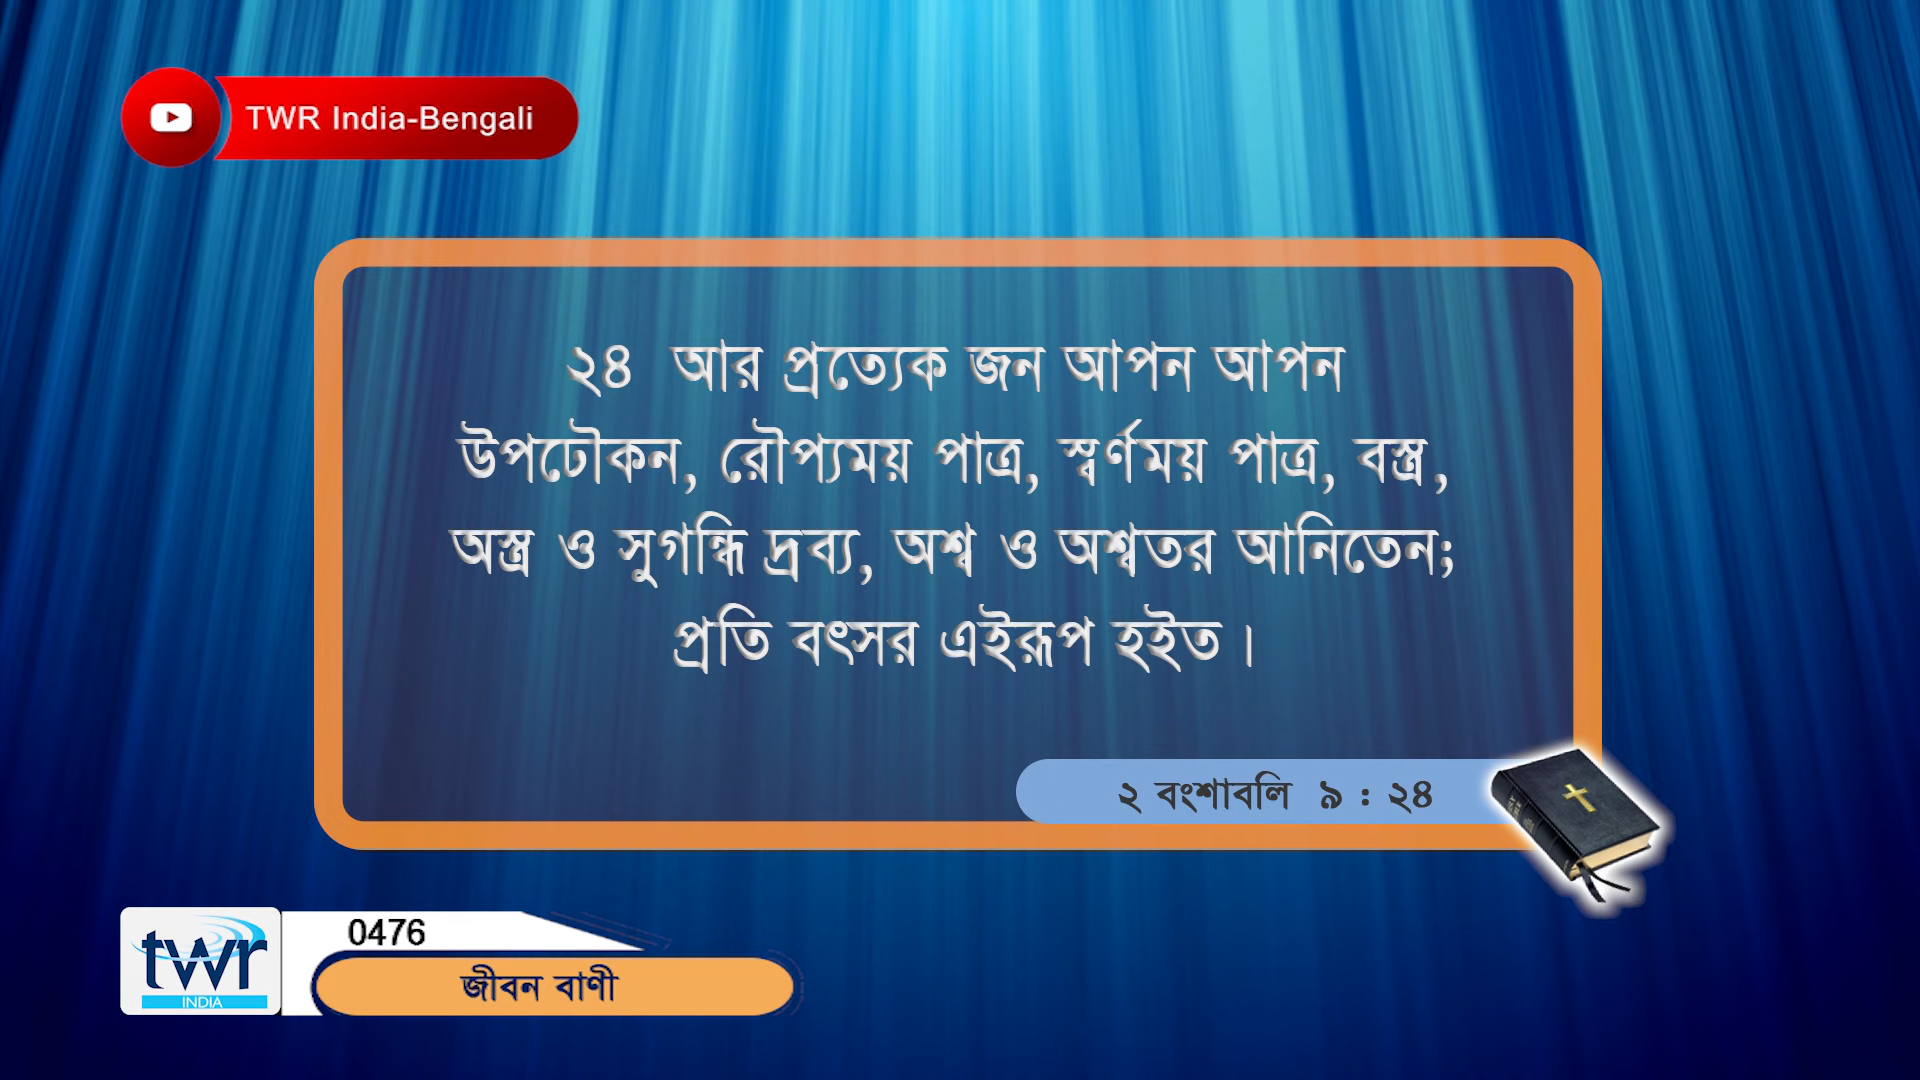 TWR India-Bengali
২৪ আর প্রত্যেক জন আপন আপন
উপঢৌকন, রৌপ্যময় পাত্র, স্বর্ণময় পাত্র, বস্ত্র,
অস্ত্র ও সুগন্ধি দ্রব্য, অশ্ব ও অশ্বতর আনিতেন;
প্রতি বৎসর এইরূপ হইত।
২ বংশাবলি ৯ : ২৪
0476
twr
INDIA
জীবন বাণী